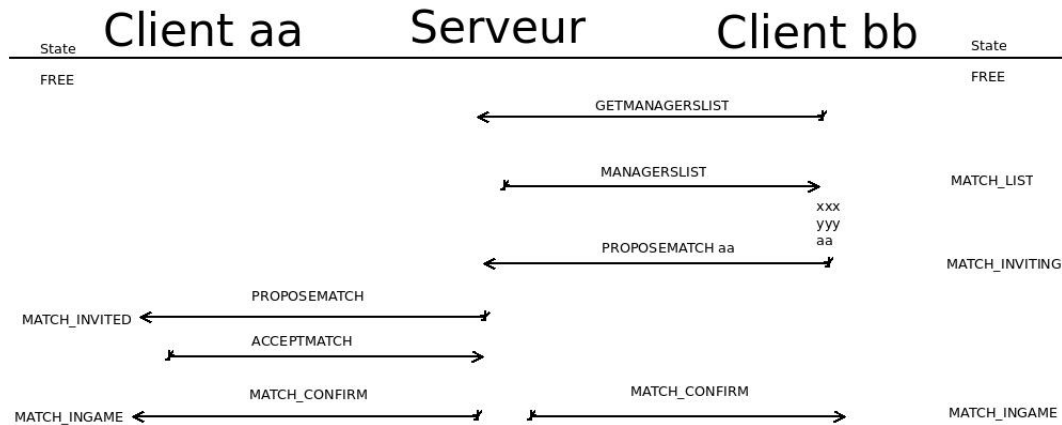 Client aa Serveur Client bb
State State
FREE FREE
GETMANAGERSLIST
MANAGERSLIST
MATCH_LIST
xxx
yyy
aa
PROPOSEMATCH aa
MATCH_INVITING
PROPOSEMATCH
MATCH_INVITED
ACCEPTMATCH
MATCH_CONFIRM MATCH_CONFIRM
MATCH_INGAME MATCH_INGAME